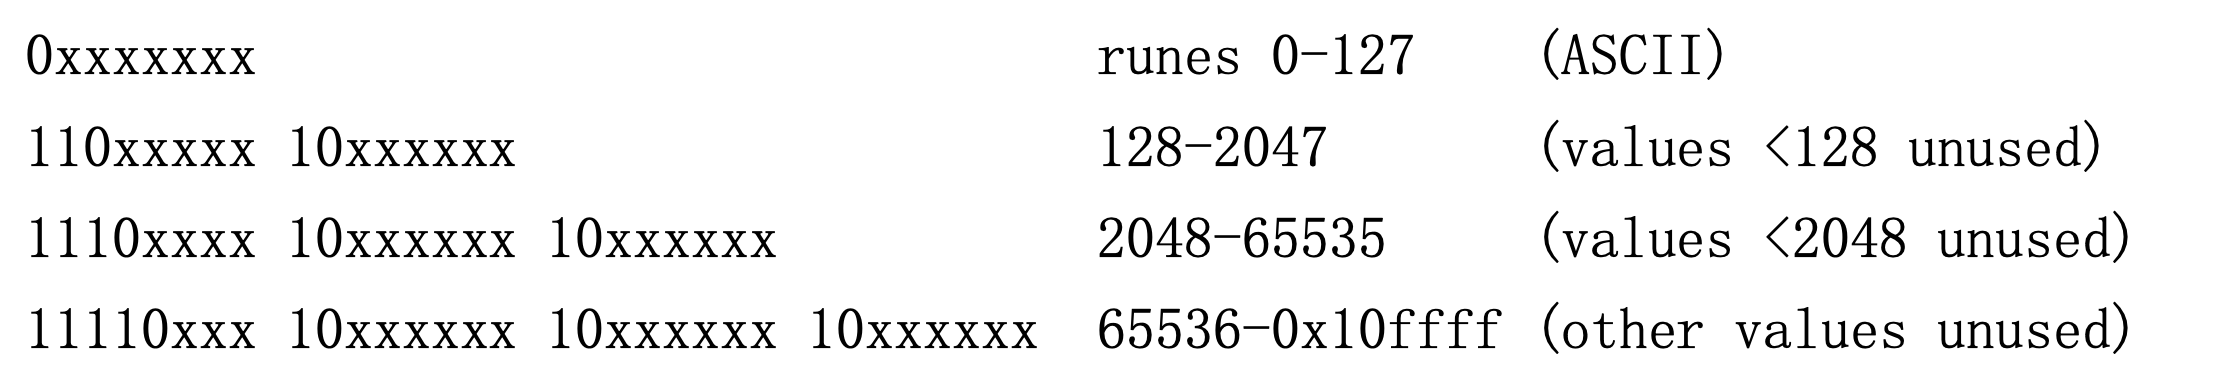 0xxxxxxx runes 0-127 (ASCII)
110xxxxx 10xxxxxx 128-2047 (values <128 unused)
1110xxxx 10xxxxxx 10xxxxxx 2048-65535 (values <2048 unused)
11110xxx 10xxxxxx 10xxxxxx 10xxxxxx 65536-0x10ffff (other values unused)